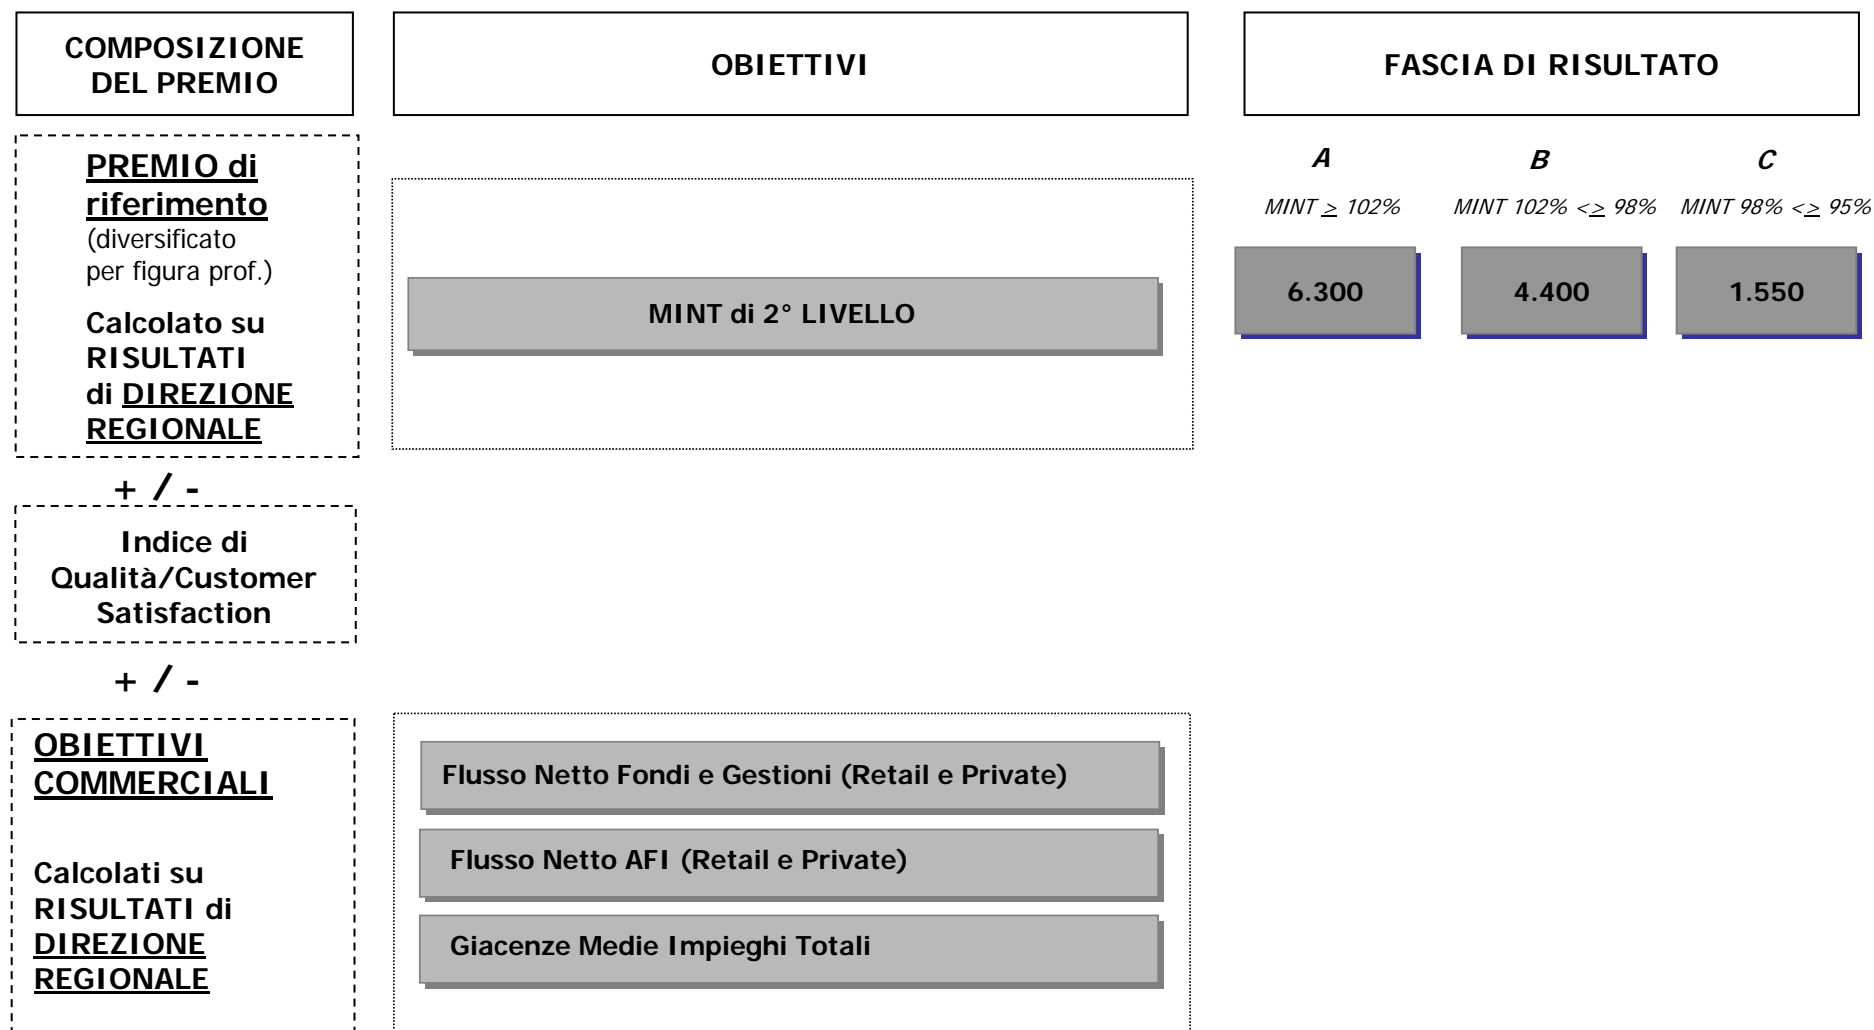 COMPOSIZIONE
DEL PREMIO
OBIETTIVI
FASCIA DI RISULTATO
PREMIO di
riferimento
(diversificato
per figura prof.)
Calcolato su
RISULTATI
di DIREZIONE
REGIONALE
MINT di 2° LIVELLO
A
B
C
MINT ≥ 102%
MINT 102% <≥ 98%
MINT 98% <≥ 95%
6.300
4.400
1.550
+ / -
Indice di
Qualità/Customer
Satisfaction
+ / -
OBIETTIVI
COMMERCIALI
Calcolati su
RISULTATI di
DIREZIONE
REGIONALE
Flusso Netto Fondi e Gestioni (Retail e Private)
Flusso Netto AFI (Retail e Private)
Giacenze Medie Impieghi Totali